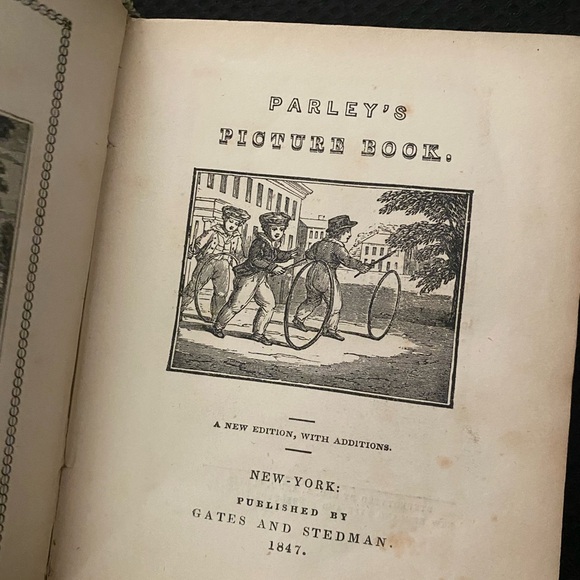 PARLEY'S
PICTURE BOOK.
A NEW EDITION, WITH ADDITIONS.
NEW-YORK:
PUBLISHED BY
GATES AND STEDMAN.
1847.